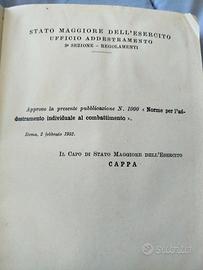 STATO MAGGIORE DELL'ESERCITO
UFFICIO ADDESTRAMENTO
3ª SEZIONE - REGOLAMENTI
Approvo la presente pubblicazione N. 1000 « Norme per l'ad-
destramento individuale al combattimento ».
Roma, 2 febbraio 1952.
IL CAPO DI STATO MAGGIORE DELL'ESERCITO
CAPPA
subito